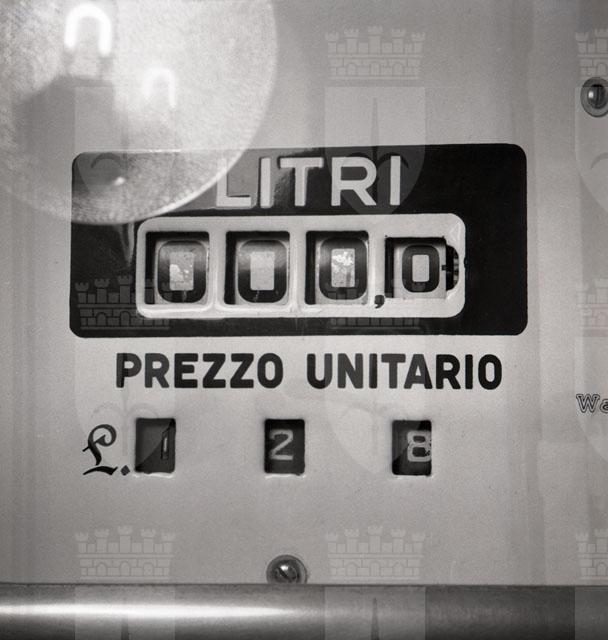 LITRI
000,0
PREZZO UNITARIO
£. 1 2 8